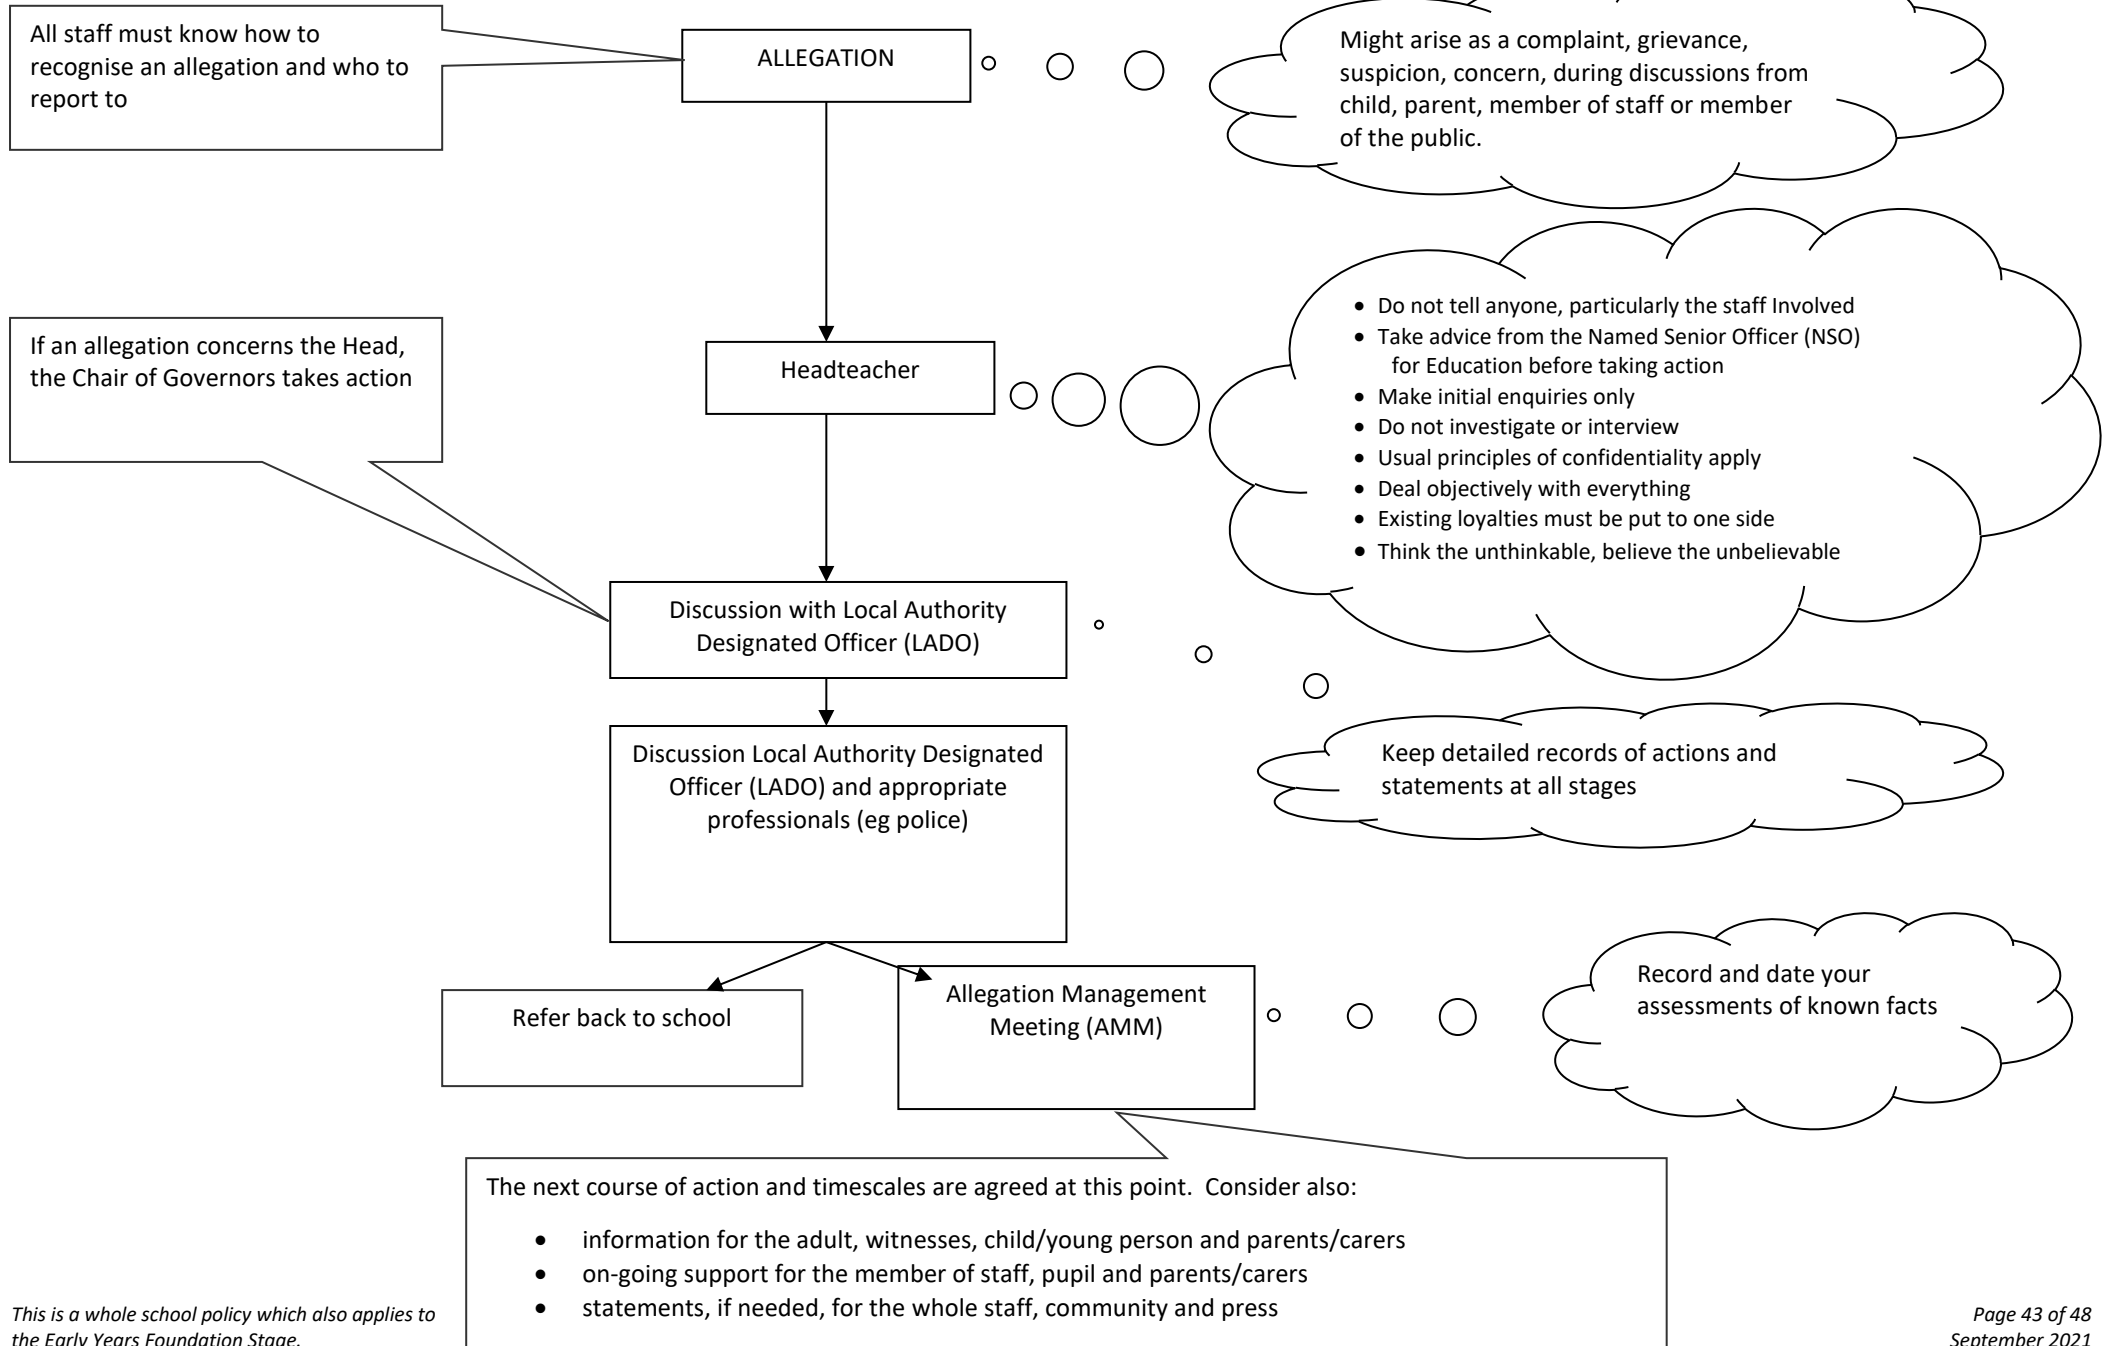 All staff must know how to
recognise an allegation and who to
report to
ALLEGATION
Might arise as a complaint, grievance,
suspicion, concern, during discussions from
child, parent, member of staff or member
of the public.
If an allegation concerns the Head,
the Chair of Governors takes action
Headteacher
• Do not tell anyone, particularly the staff Involved
• Take advice from the Named Senior Officer (NSO)
for Education before taking action
• Make initial enquiries only
• Do not investigate or interview
• Usual principles of confidentiality apply
• Deal objectively with everything
• Existing loyalties must be put to one side
• Think the unthinkable, believe the unbelievable
Discussion with Local Authority
Designated Officer (LADO)
Discussion Local Authority Designated
Officer (LADO) and appropriate
professionals (eg police)
Keep detailed records of actions and
statements at all stages
Refer back to school
Allegation Management
Meeting (AMM)
Record and date your
assessments of known facts
The next course of action and timescales are agreed at this point.  Consider also:
• information for the adult, witnesses, child/young person and parents/carers
• on-going support for the member of staff, pupil and parents/carers
• statements, if needed, for the whole staff, community and press
This is a whole school policy which also applies to
the Early Years Foundation Stage.
Page 43 of 48
September 2021